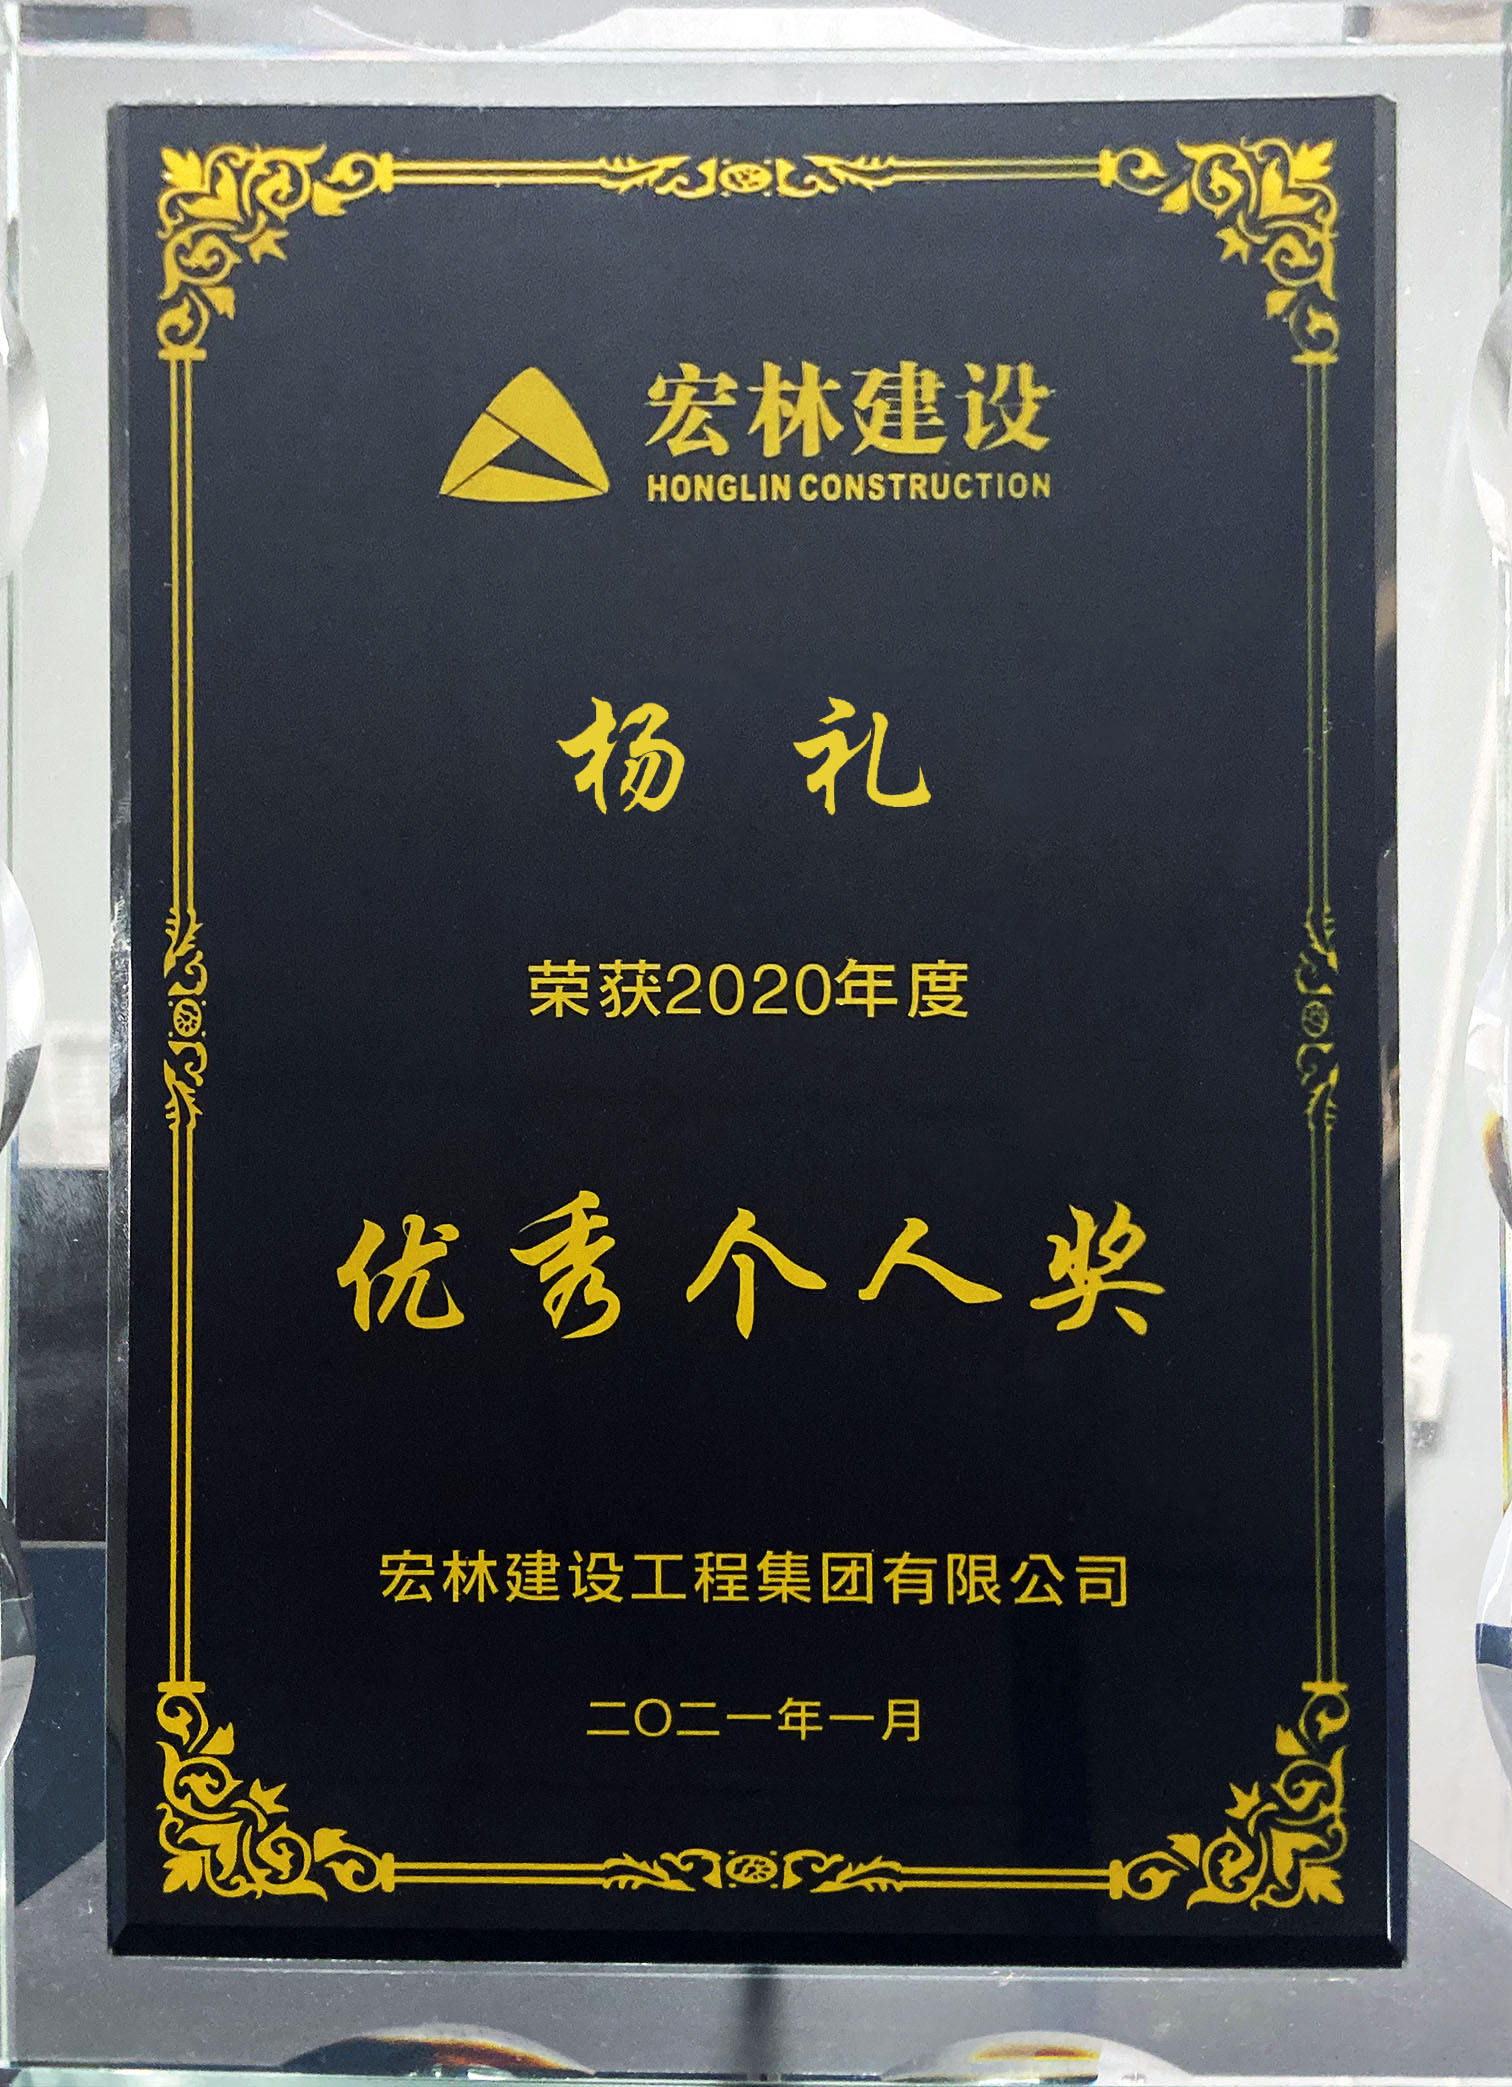 宏林建设
HONGLIN CONSTRUCTION
杨 礼
荣获2020年度
优秀个人奖
宏林建设工程集团有限公司
二〇二一年一月